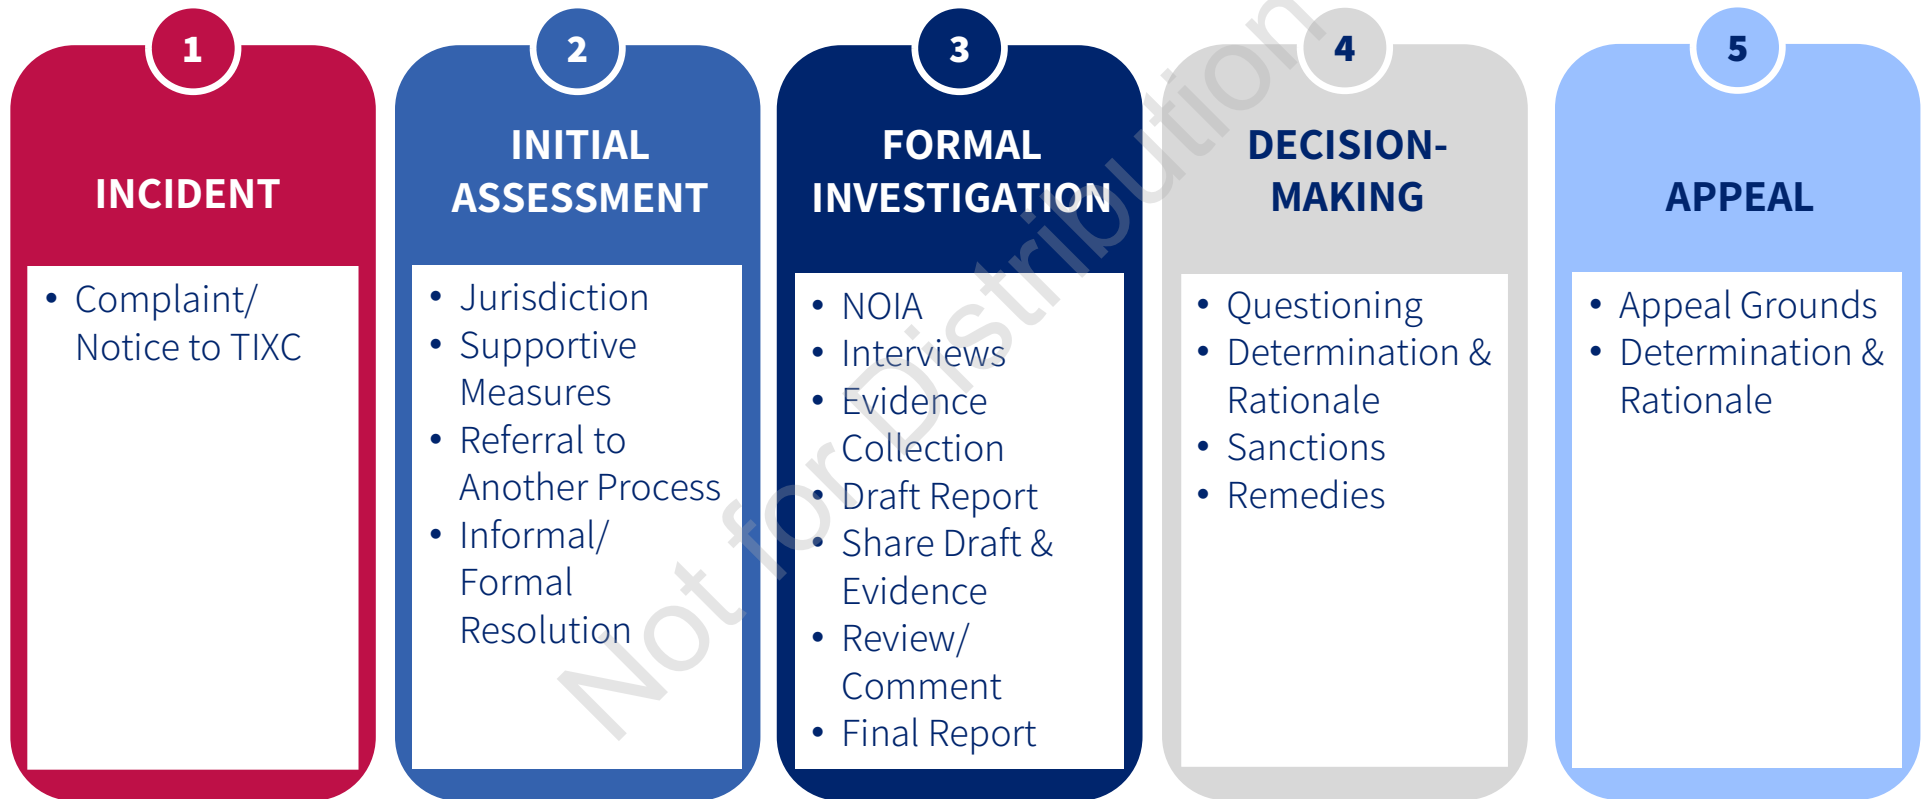 1
INCIDENT
• Complaint/
Notice to TIXC
2
INITIAL
ASSESSMENT
• Jurisdiction
• Supportive
Measures
• Referral to
Another Process
• Informal/
Formal
Resolution
3
FORMAL
INVESTIGATION
• NOIA
• Interviews
• Evidence
Collection
• Draft Report
• Share Draft &
Evidence
• Review/
Comment
• Final Report
4
DECISION-
MAKING
• Questioning
• Determination &
Rationale
• Sanctions
• Remedies
5
APPEAL
• Appeal Grounds
• Determination &
Rationale
Not for Distribution